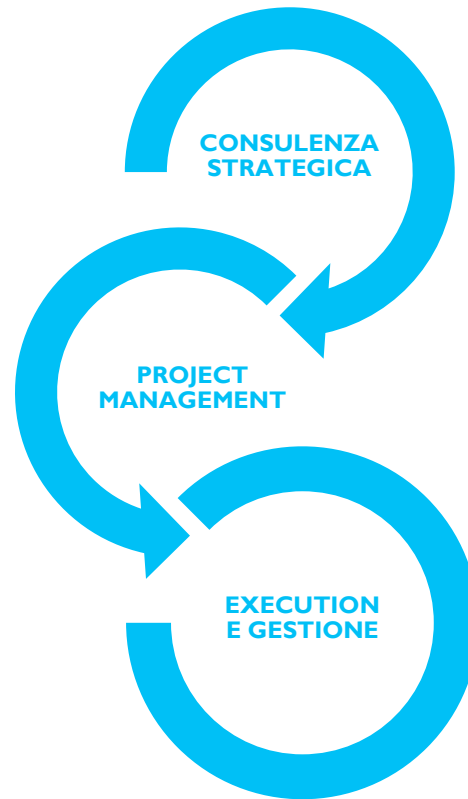 CONSULENZA
STRATEGICA
PROJECT
MANAGEMENT
EXECUTION
E GESTIONE